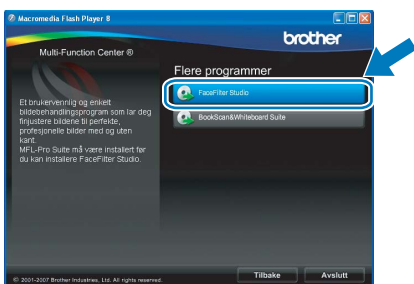 Macromedia Flash Player 8
brother
Multi-Function Center ®
Flere programmer
FaceFilter Studio
BookScan&Whiteboard Suite
Et brukervennlig og enkelt
bildebehandlingsprogram som lar deg
finjustere bildene til perfekte,
profesjonelle bilder med og uten
kant.
MFL-Pro Suite må være installert før
du kan installere FaceFilter Studio.
© 2001-2007 Brother Industries, Ltd. All rights reserved.
Tilbake
Avslutt